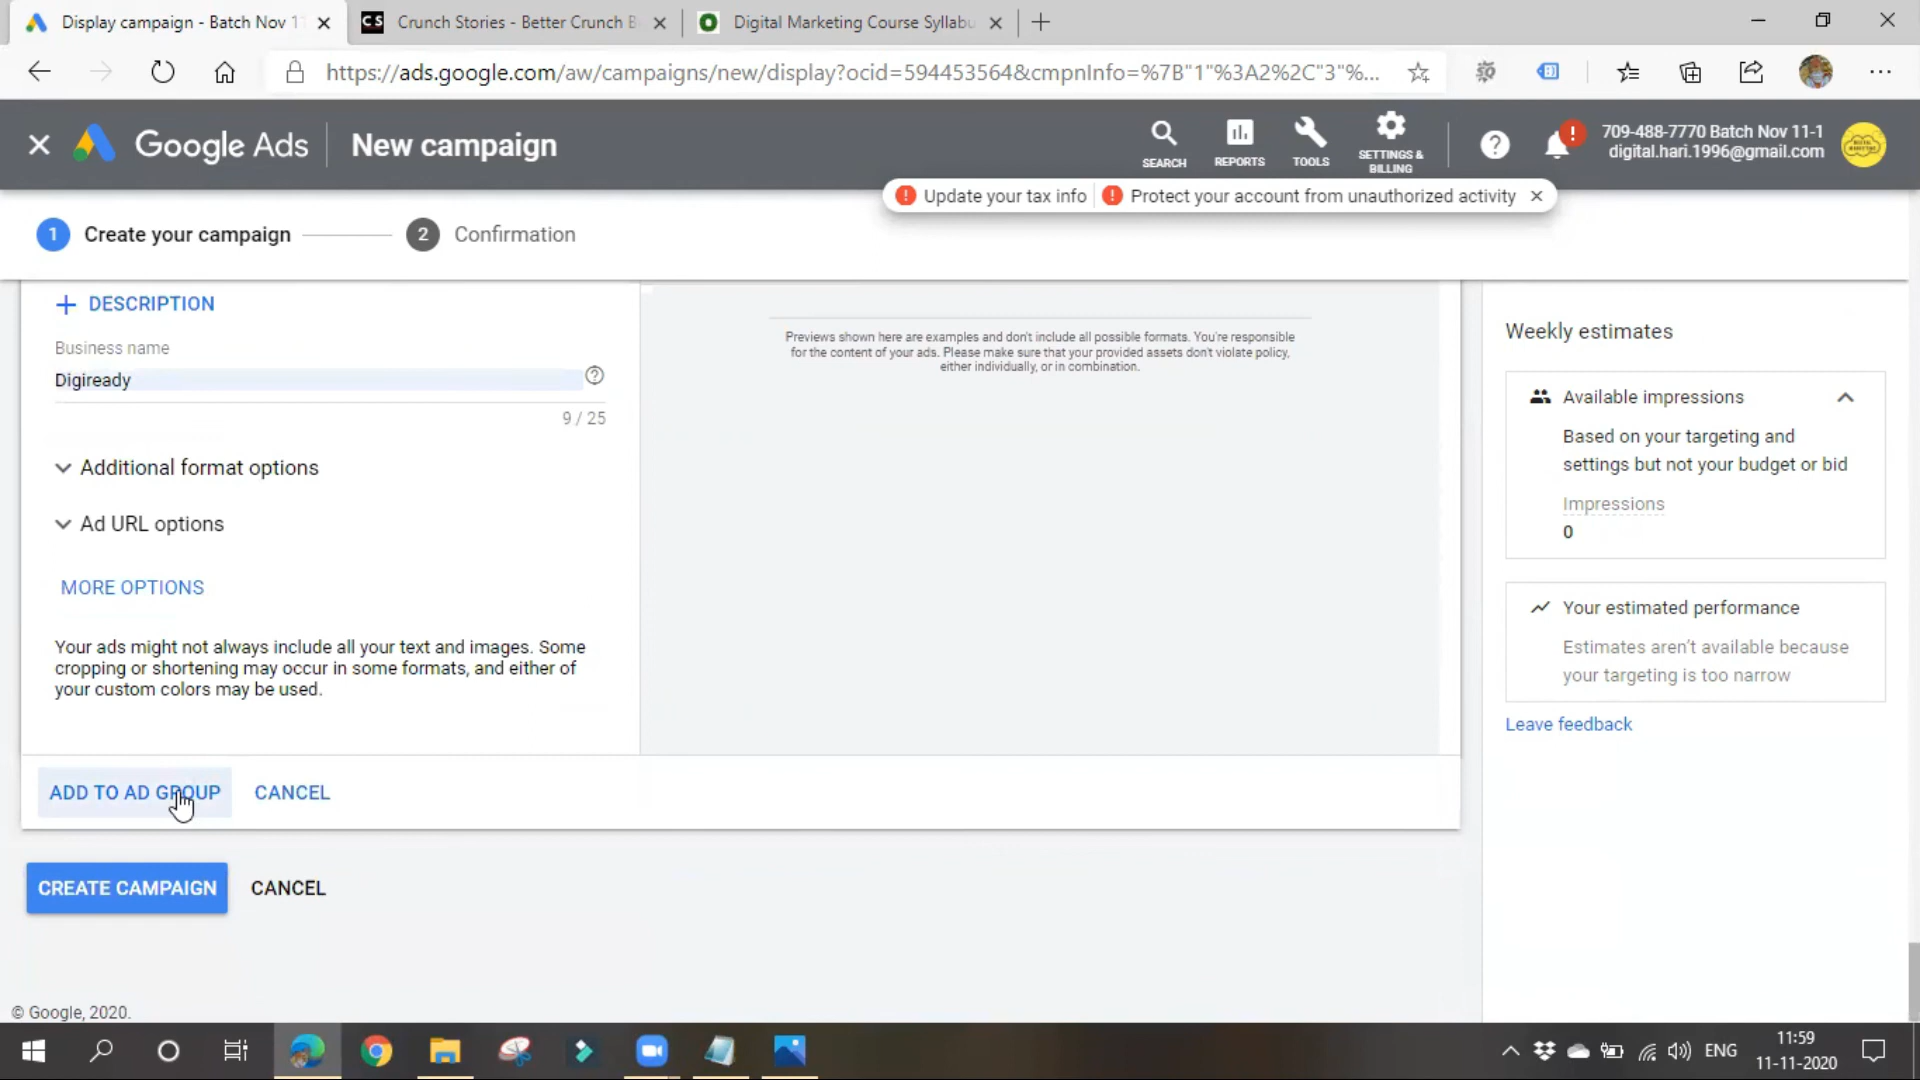 Display campaign - Batch Nov 11
Crunch Stories - Better Crunch B
Digital Marketing Course Syllabu
https://ads.google.com/aw/campaigns/new/display?ocid=594453564&cmpnInfo=%7B"1"%3A2%2C"3"%...
Google Ads
New campaign
SEARCH
REPORTS
TOOLS
SETTINGS &
BILLING
709-488-7770 Batch Nov 11-1
digital.hari.1996@gmail.com
Update your tax info
Protect your account from unauthorized activity
1 Create your campaign
2 Confirmation
DESCRIPTION
Business name
Digiready
9 / 25
Additional format options
Ad URL options
MORE OPTIONS
Your ads might not always include all your text and images. Some
cropping or shortening may occur in some formats, and either of
your custom colors may be used.
ADD TO AD GROUP
CANCEL
CREATE CAMPAIGN
CANCEL
Previews shown here are examples and don't include all possible formats. You're responsible
for the content of your ads. Please make sure that your provided assets don't violate policy,
either individually, or in combination.
Weekly estimates
Available impressions
Based on your targeting and
settings but not your budget or bid
Impressions
0
Your estimated performance
Estimates aren't available because
your targeting is too narrow
Leave feedback
© Google, 2020.
ENG
11:59
11-11-2020